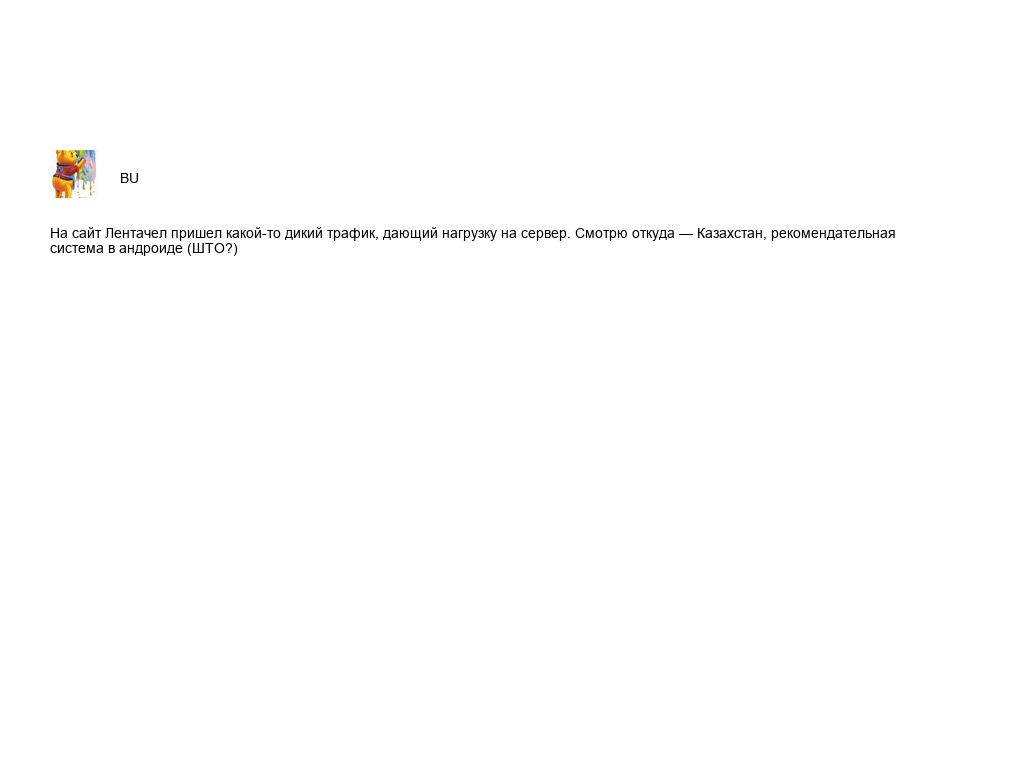 BU
На сайт Лентачел пришел какой-то дикий трафик, дающий нагрузку на сервер. Смотрю откуда — Казахстан, рекомендательная
система в андроиде (ШТО?)